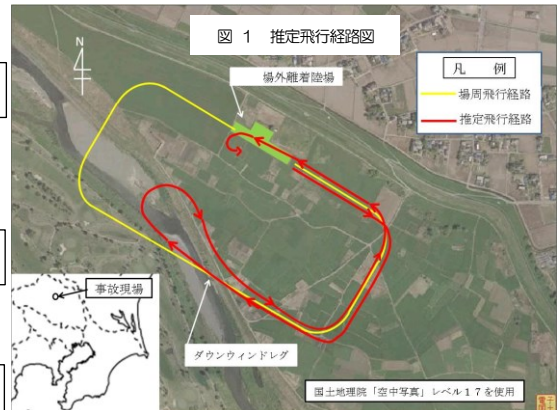 図 1 推定飛行経路図
N
場外離着陸場
凡 例
場周飛行経路
推定飛行経路
事故現場
ダウンウィンドレグ
国土地理院「空中写真」レベル17を使用